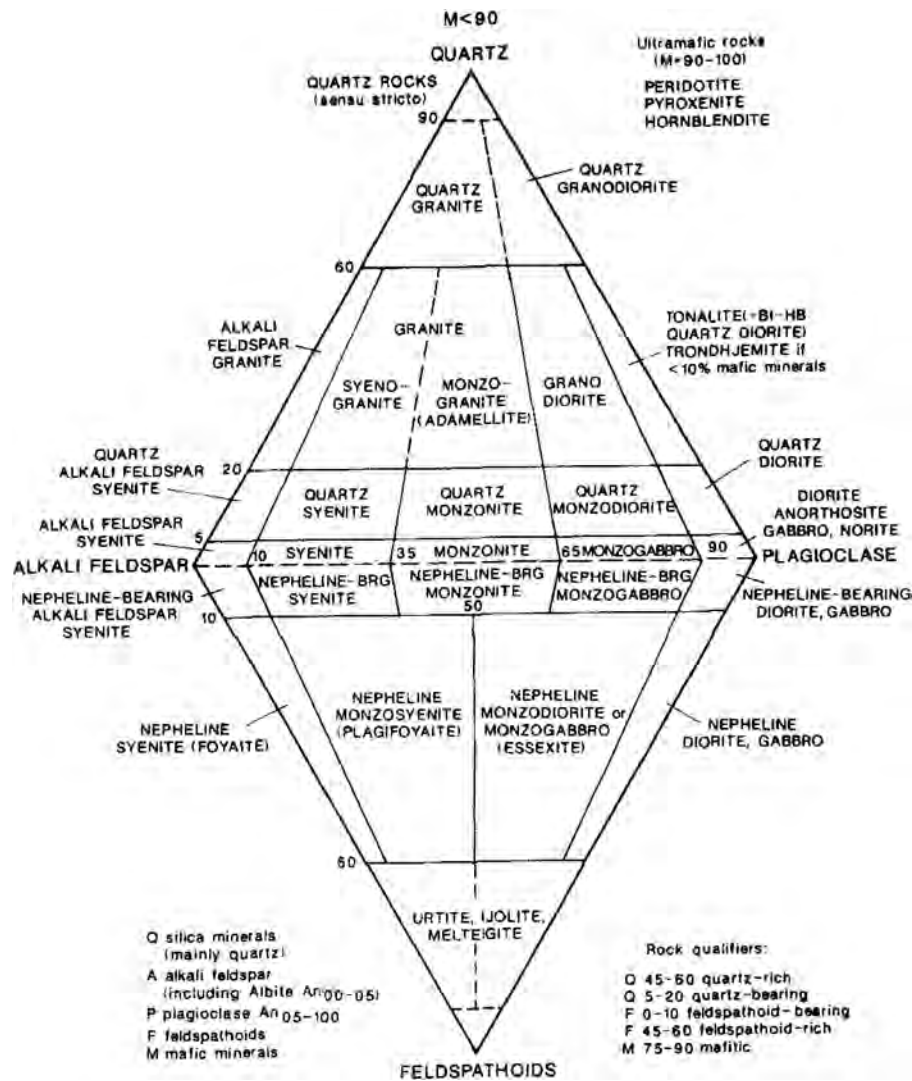 M<90
QUARTZ
Ultramafic rocks
(M=90-100)
PERIDOTITE
PYROXENITE
HORNBLENDITE
QUARTZ ROCKS
(sensu stricto)
90
QUARTZ
GRANODIORITE
QUARTZ
GRANITE
60
ALKALI
FELDSPAR
GRANITE
GRANITE
SYENO-
GRANITE
MONZO-
GRANITE
(ADAMELLITE)
GRANO
DIORITE
TONALITE(=BI-HB
QUARTZ DIORITE)
TRONDHJEMITE if
<10% mafic minerals
QUARTZ
ALKALI FELDSPAR
SYENITE
20
QUARTZ
SYENITE
QUARTZ
MONZONITE
QUARTZ
MONZODIORITE
QUARTZ
DIORITE
ALKALI FELDSPAR
SYENITE
5
DIORITE
ANORTHOSITE
GABBRO, NORITE
ALKALI FELDSPAR
10
SYENITE
35
MONZONITE
65
MONZOGABBRO
90
PLAGIOCLASE
NEPHELINE-BEARING
ALKALI FELDSPAR
SYENITE
10
NEPHELINE-BRG
SYENITE
NEPHELINE-BRG
MONZONITE
50
NEPHELINE-BRG
MONZOGABBRO
NEPHELINE-BEARING
DIORITE, GABBRO
NEPHELINE
SYENITE (FOYAITE)
NEPHELINE
MONZOSYENITE
(PLAGIFOYAITE)
NEPHELINE
MONZODIORITE or
MONZOGABBRO
(ESSEXITE)
NEPHELINE
DIORITE, GABBRO
60
URTITE, IJOLITE,
MELTEIGITE
Q silica minerals
(mainly quartz)
A alkali feldspar
(including Albite An00-05)
P plagioclase An05-100
F feldspathoids
M mafic minerals
Rock qualifiers:
Q 45-60 quartz-rich
Q 5-20 quartz-bearing
F 0-10 feldspathoid-bearing
F 45-60 feldspathoid-rich
M 75-90 mafitic
FELDSPATHOIDS